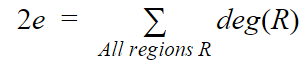 2e = ∑ deg(R)
All regions R